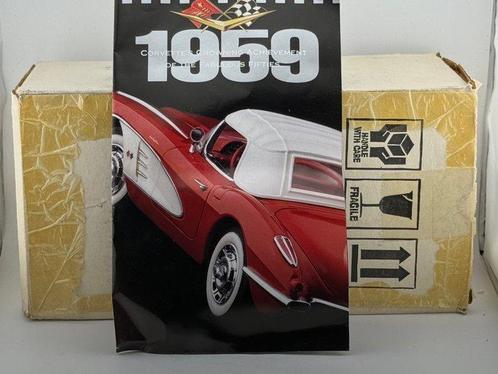 1959
CORVETTE'S CROWNING ACHIEVEMENT
OF THE FABULOUS FIFTIES
HANDLE
WITH CARE
FRAGILE